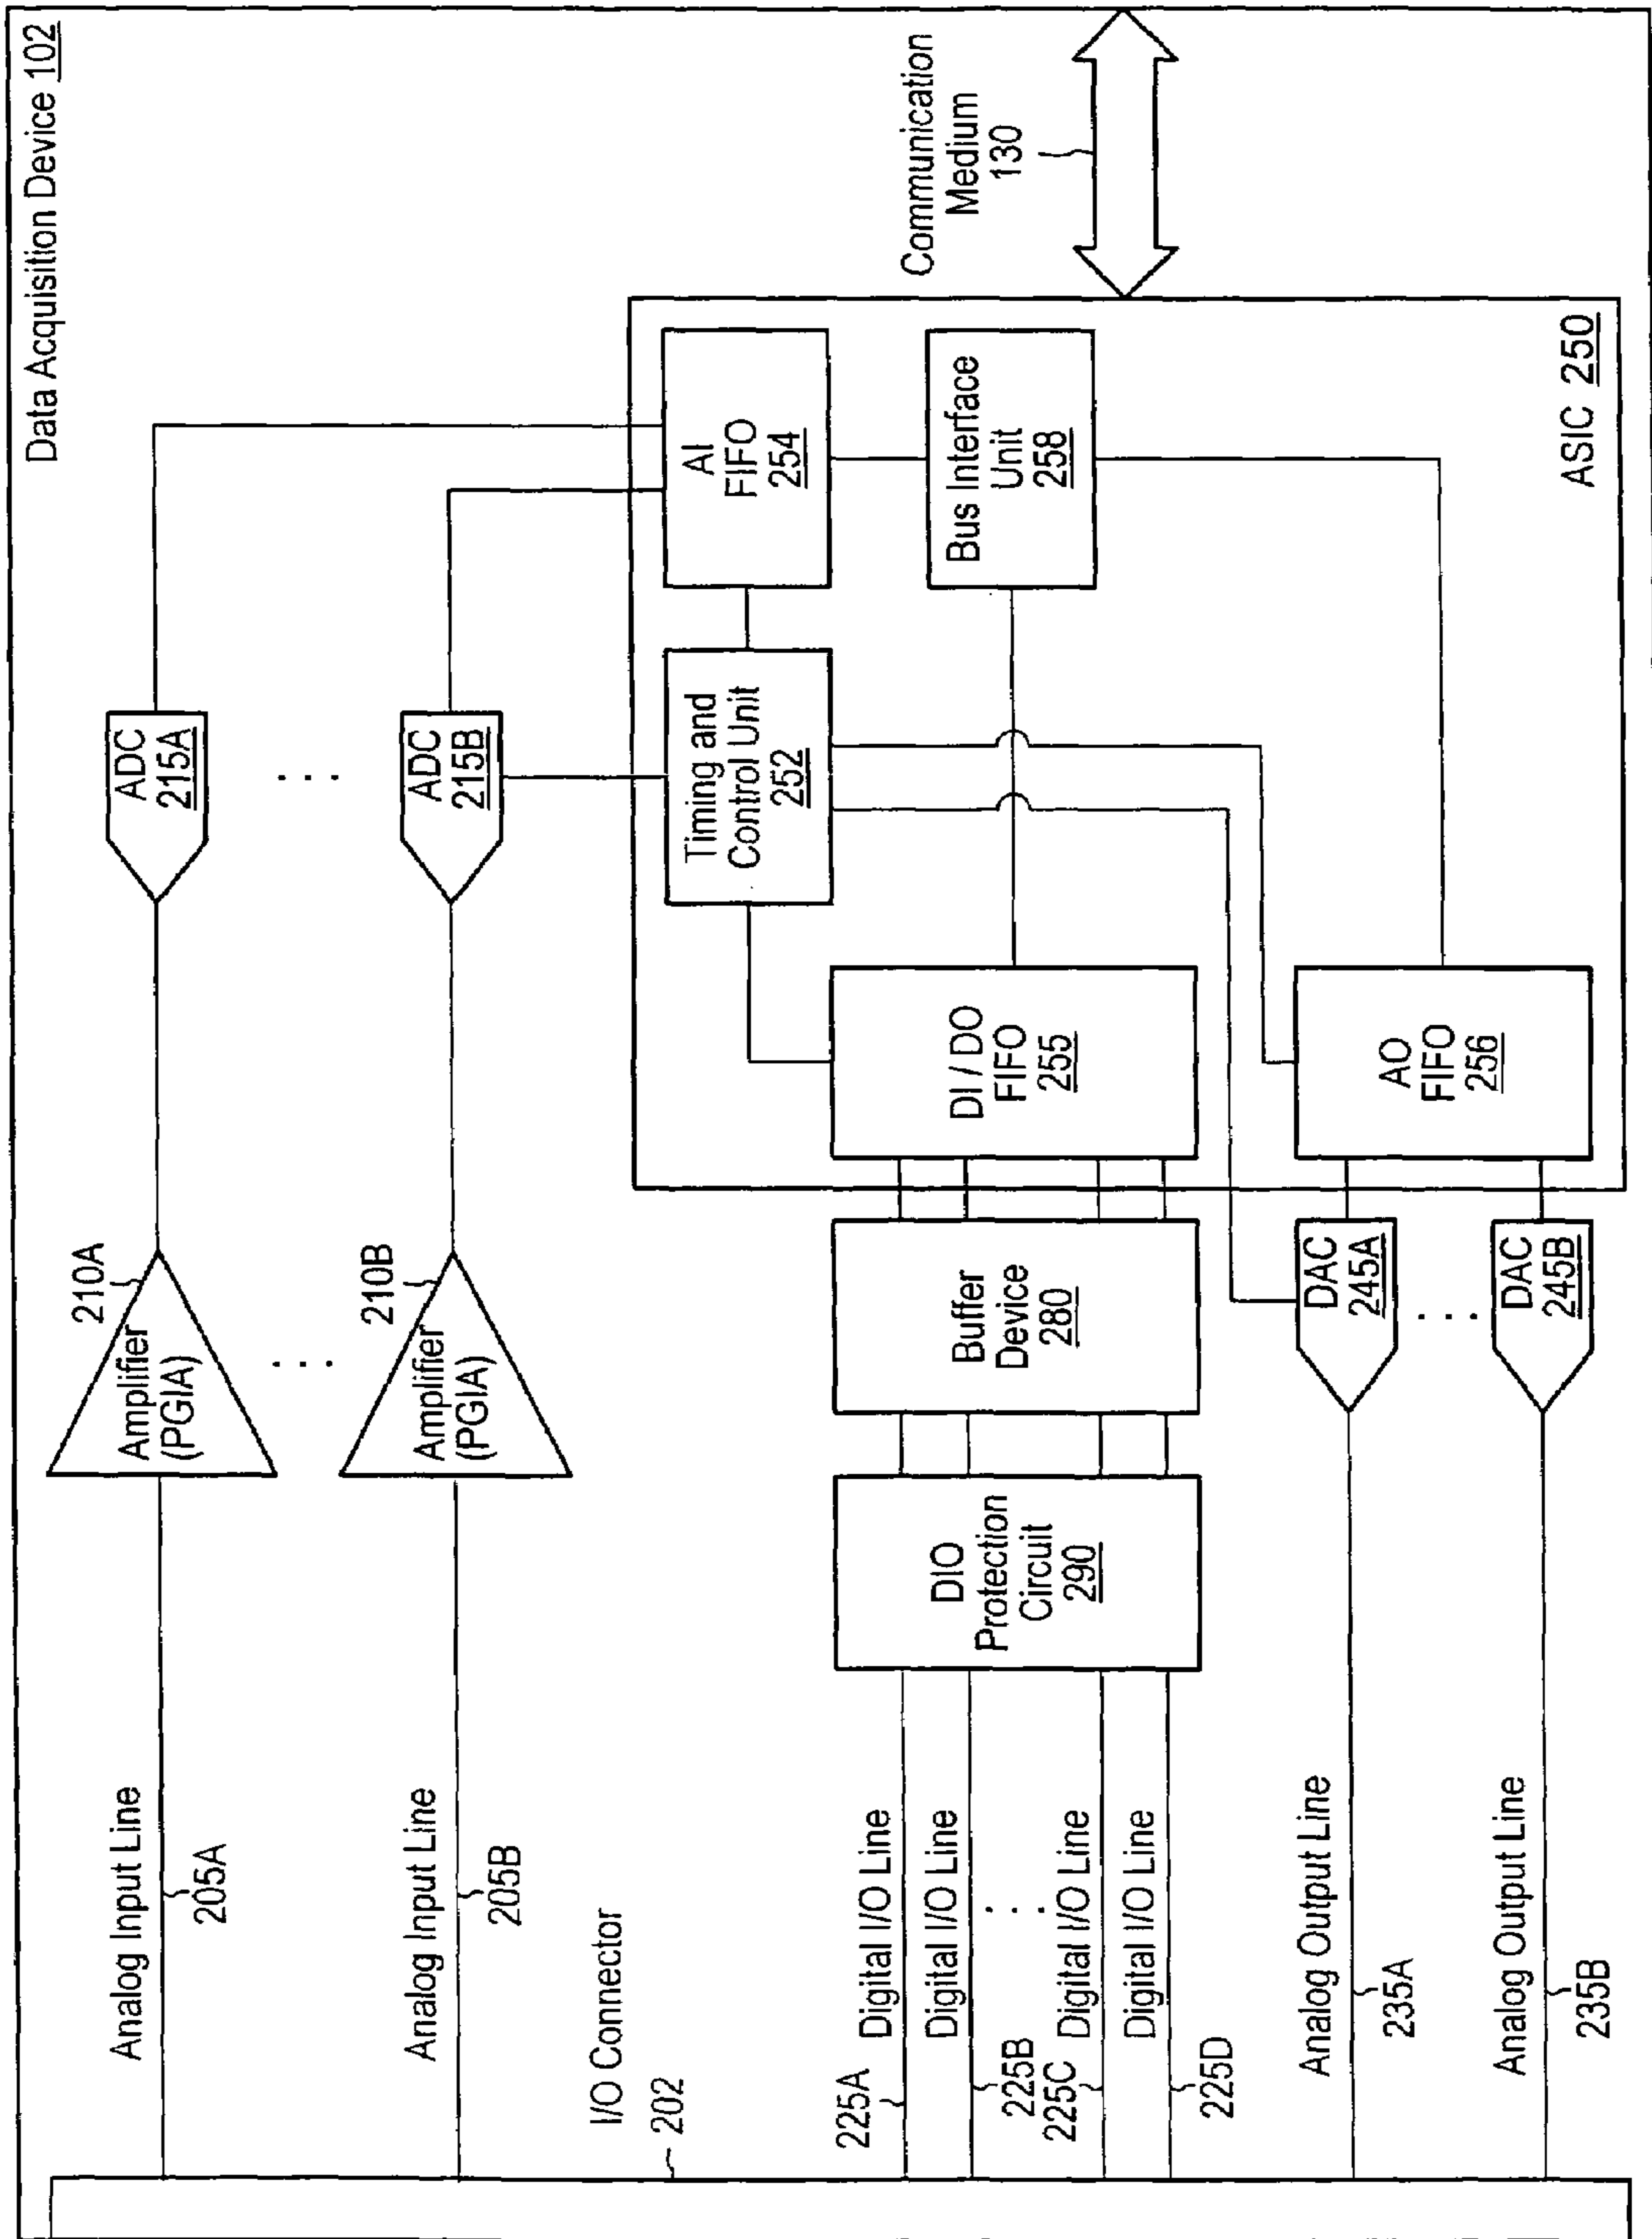 Data Acquisition Device 102
Analog Input Line
205A
Amplifier
(PGIA)
210A
ADC
215A
. . .
. . .
Analog Input Line
205B
Amplifier
(PGIA)
210B
ADC
215B
I/O Connector
202
Timing and
Control Unit
252
AI
FIFO
254
Communication
Medium
130
Digital I/O Line
225A
Digital I/O Line
225B
. . .
Digital I/O Line
225C
Digital I/O Line
225D
DIO
Protection
Circuit
290
Buffer
Device
280
DI / DO
FIFO
255
Bus Interface
Unit
258
Analog Output Line
235A
DAC
245A
. . .
Analog Output Line
235B
DAC
245B
AO
FIFO
256
ASIC 250